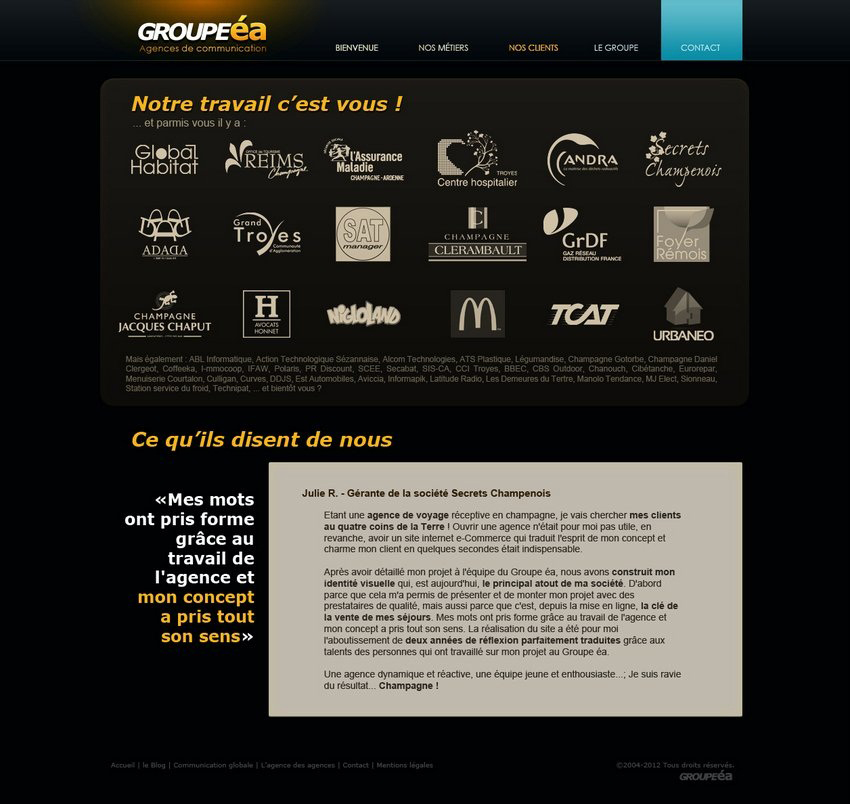 GROUPEéa
Agences de communication
BIENVENUE
NOS MÉTIERS
NOS CLIENTS
LE GROUPE
CONTACT
Notre travail c'est vous !
... et parmis vous il y a :
Global
Habitat
OFFICE DE TOURISME
REIMS
Champagne
l'Assurance
Maladie
CHAMPAGNE - ARDENNE
TROYES
Centre hospitalier
ANDRA
La maîtrise des déchets radioactifs
Secrets
Champenois
ADADA
Grand
Troyes
Communauté
d'Agglomération
SAT
manager
CHAMPAGNE
CLERAMBAULT
GrDF
GAZ RÉSEAU
DISTRIBUTION FRANCE
Foyer
Rémois
CHAMPAGNE
JACQUES CHAPUT
H
AVOCATS
HONNET
NIGLOLAND
M
TCAT
URBANEO
Mais également : ABL Informatique, Action Technologique Sézannaise, Alcom Technologies, ATS Plastique, Légumandise, Champagne Gotorbe, Champagne Daniel
Clergeot, Coffeeka, I-mmocoop, IFAW, Polaris, PR Discount, SCEE, Secabat, SIS-CA, CCI Troyes, BBEC, CBS Outdoor, Chanouch, Cibétanche, Eurorepar,
Menuiserie Courtalon, Culligan, Curves, DDJS, Est Automobiles, Aviccia, Informapik, Latitude Radio, Les Demeures du Tertre, Manolo Tendance, MJ Elect, Sionneau,
Station service du froid, Technipat, ... et bientôt vous ?
Ce qu'ils disent de nous
«Mes mots
ont pris forme
grâce au
travail de
l'agence et
mon concept
a pris tout
son sens»
Julie R. - Gérante de la société Secrets Champenois
Etant une agence de voyage réceptive en champagne, je vais chercher mes clients
au quatre coins de la Terre ! Ouvrir une agence n'était pour moi pas utile, en
revanche, avoir un site internet e-Commerce qui traduit l'esprit de mon concept et
charme mon client en quelques secondes était indispensable.
Après avoir détaillé mon projet à l'équipe du Groupe éa, nous avons construit mon
identité visuelle qui, est aujourd'hui, le principal atout de ma société. D'abord
parce que cela m'a permis de présenter et de monter mon projet avec des
prestataires de qualité, mais aussi parce que c'est, depuis la mise en ligne, la clé de
la vente de mes séjours. Mes mots ont pris forme grâce au travail de l'agence et
mon concept a pris tout son sens. La réalisation du site a été pour moi
l'aboutissement de deux années de réflexion parfaitement traduites grâce aux
talents des personnes qui ont travaillé sur mon projet au Groupe éa.
Une agence dynamique et réactive, une équipe jeune et enthousiaste...; Je suis ravie
du résultat... Champagne !
Accueil | le Blog | Communication globale | L'agence des agences | Contact | Mentions légales
©2004-2012 Tous droits réservés.
GROUPEéa